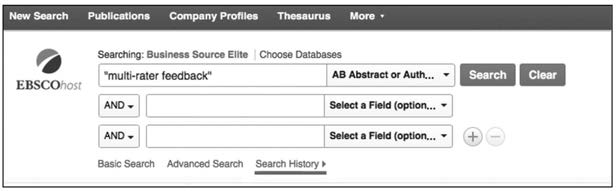 New Search Publications Company Profiles Thesaurus More
Searching: Business Source Elite | Choose Databases
EBSCOhost
"multi-rater feedback" AB Abstract or Auth... Search Clear
AND Select a Field (option...
AND Select a Field (option...
Basic Search Advanced Search Search History